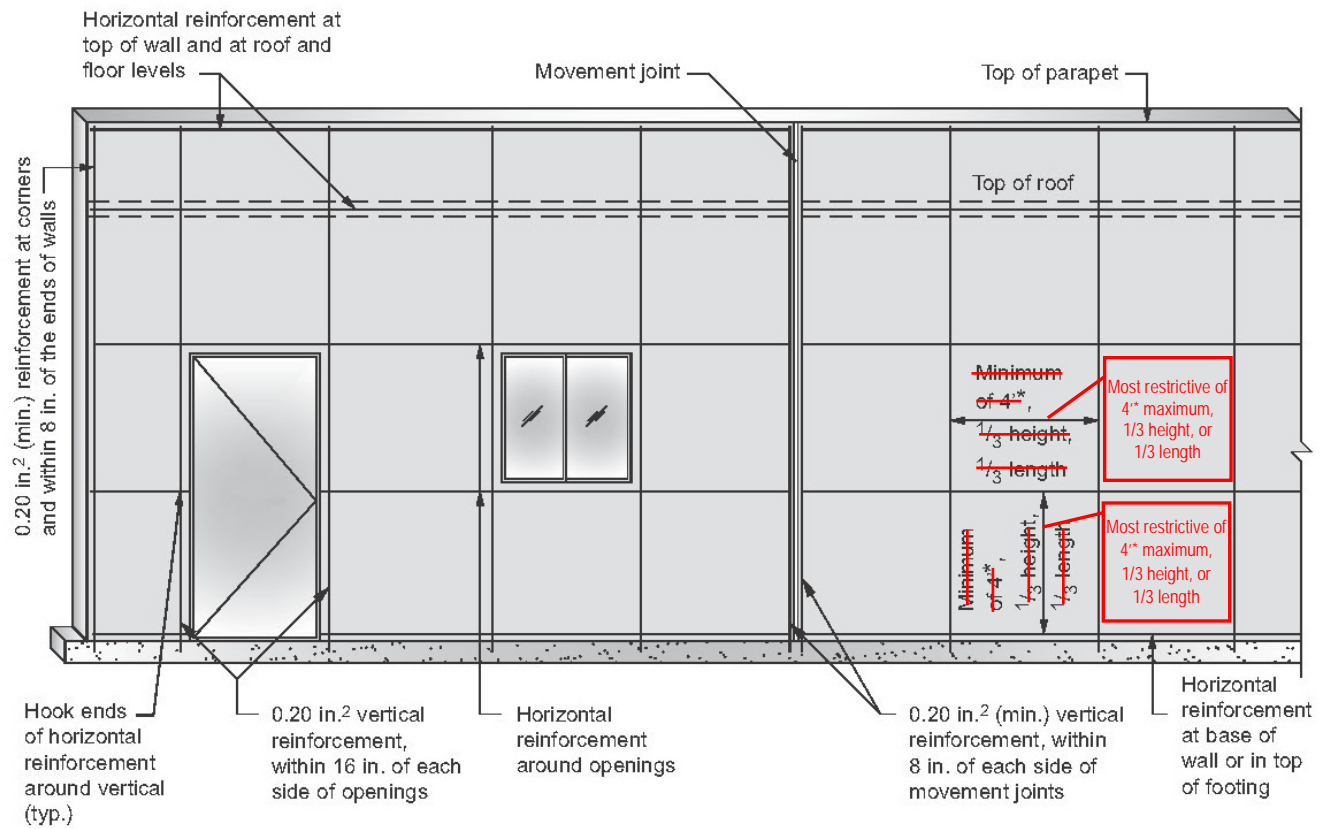 Horizontal reinforcement at
top of wall and at roof and
floor levels
Movement joint
Top of parapet
0.20 in.² (min.) reinforcement at corners
and within 8 in. of the ends of walls
Top of roof
Minimum
of 4'*,
1/3 height,
1/3 length
Most restrictive of
4'* maximum,
1/3 height, or
1/3 length
Minimum
of 4'*,
1/3 height,
1/3 length
Most restrictive of
4'* maximum,
1/3 height, or
1/3 length
Hook ends
of horizontal
reinforcement
around vertical
(typ.)
0.20 in.² vertical
reinforcement,
within 16 in. of each
side of openings
Horizontal
reinforcement
around openings
0.20 in.² (min.) vertical
reinforcement, within
8 in. of each side of
movement joints
Horizontal
reinforcement
at base of
wall or in top
of footing